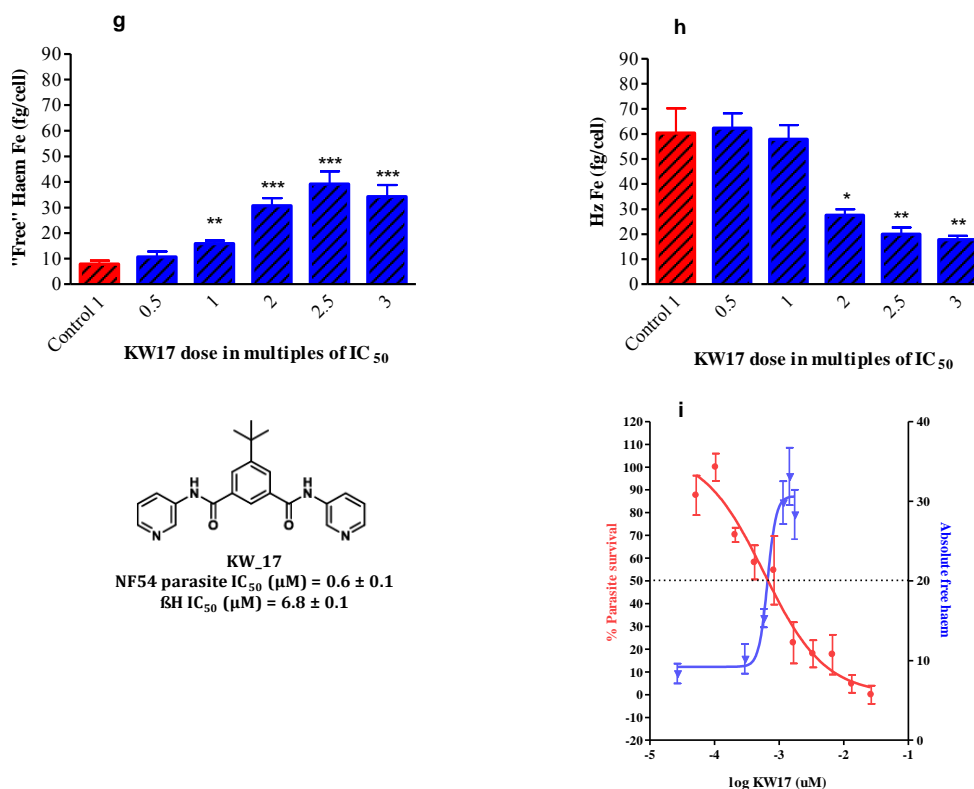 g
90
80
70
60
50
40
30
20
10
0
"Free" Haem Fe (fg/cell)
**
***
***
***
Control 1
0.5
1
2
2.5
3
KW17 dose in multiples of IC50
h
90
80
70
60
50
40
30
20
10
0
Hz Fe (fg/cell)
*
**
**
Control 1
0.5
1
2
2.5
3
KW17 dose in multiples of IC50
H
N
O
O
H
N
N
N
KW_17
NF54 parasite IC50 (µM) = 0.6 ± 0.1
ßH IC50 (µM) = 6.8 ± 0.1
i
120
110
100
90
80
70
60
50
40
30
20
10
0
-10
-20
% Parasite survival
40
30
20
10
0
Absolute free haem
-5
-4
-3
-2
-1
log KW17 (uM)